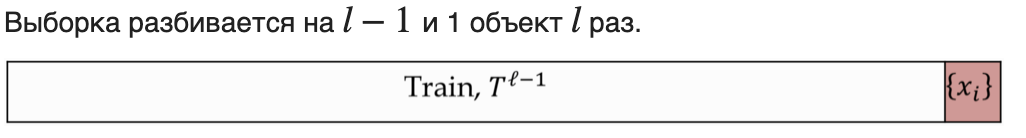 Выборка разбивается на l − 1 и 1 объект l раз.
Train, T^{ℓ−1} {x_i}